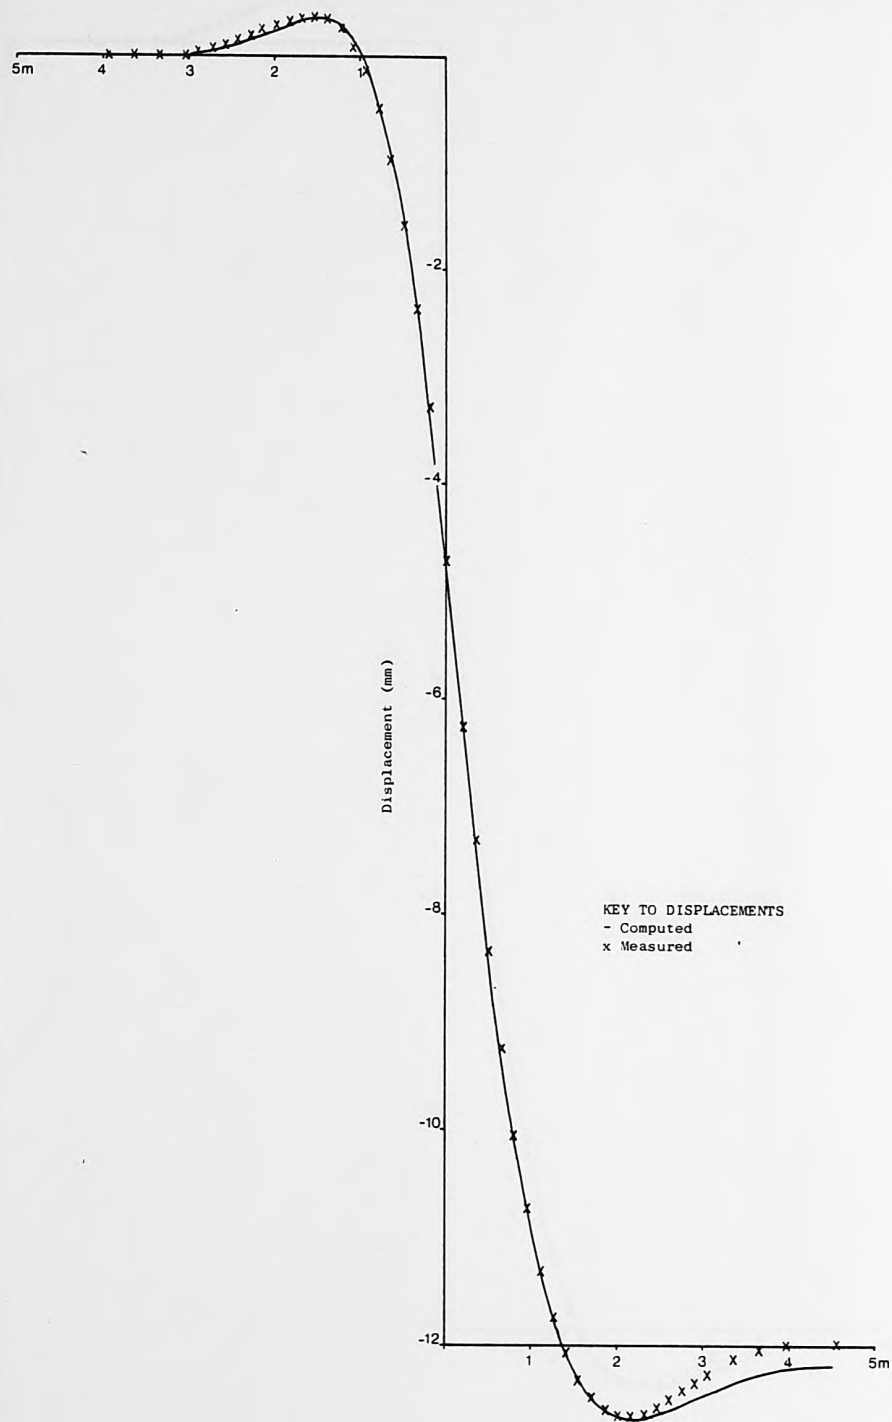 5m 4 3 2 1
-2
-4
-6
Displacement (mm)
-8
KEY TO DISPLACEMENTS
- Computed
x Measured
-10
-12
1 2 3 4 5m